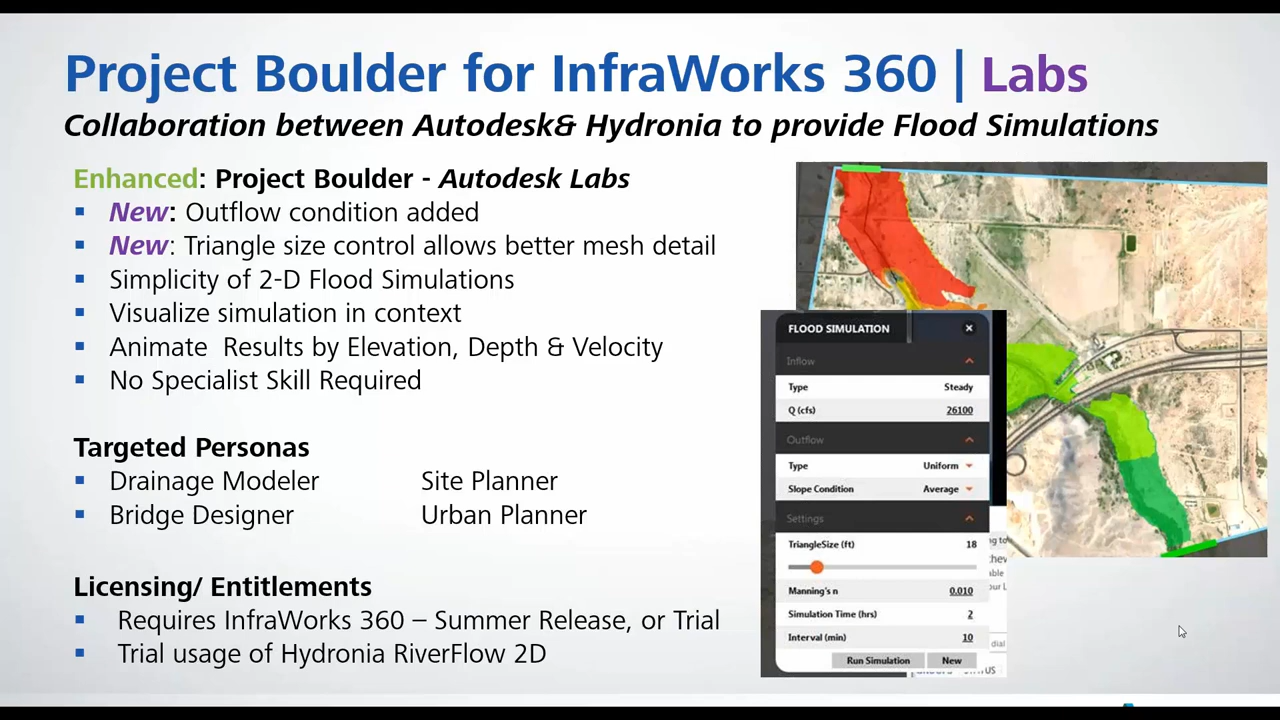 Project Boulder for InfraWorks 360 | Labs
Collaboration between Autodesk& Hydronia to provide Flood Simulations
Enhanced: Project Boulder - Autodesk Labs
New: Outflow condition added
New: Triangle size control allows better mesh detail
Simplicity of 2-D Flood Simulations
Visualize simulation in context
Animate Results by Elevation, Depth & Velocity
No Specialist Skill Required
Targeted Personas
Drainage Modeler Site Planner
Bridge Designer Urban Planner
Licensing/ Entitlements
Requires InfraWorks 360 – Summer Release, or Trial
Trial usage of Hydronia RiverFlow 2D
FLOOD SIMULATION
Inflow
Type Steady
Q (cfs) 26100
Outflow
Type Uniform
Slope Condition Average
Settings
TriangleSize (ft) 18
Manning's n 0.010
Simulation Time (hrs) 2
Interval (min) 10
Run Simulation New